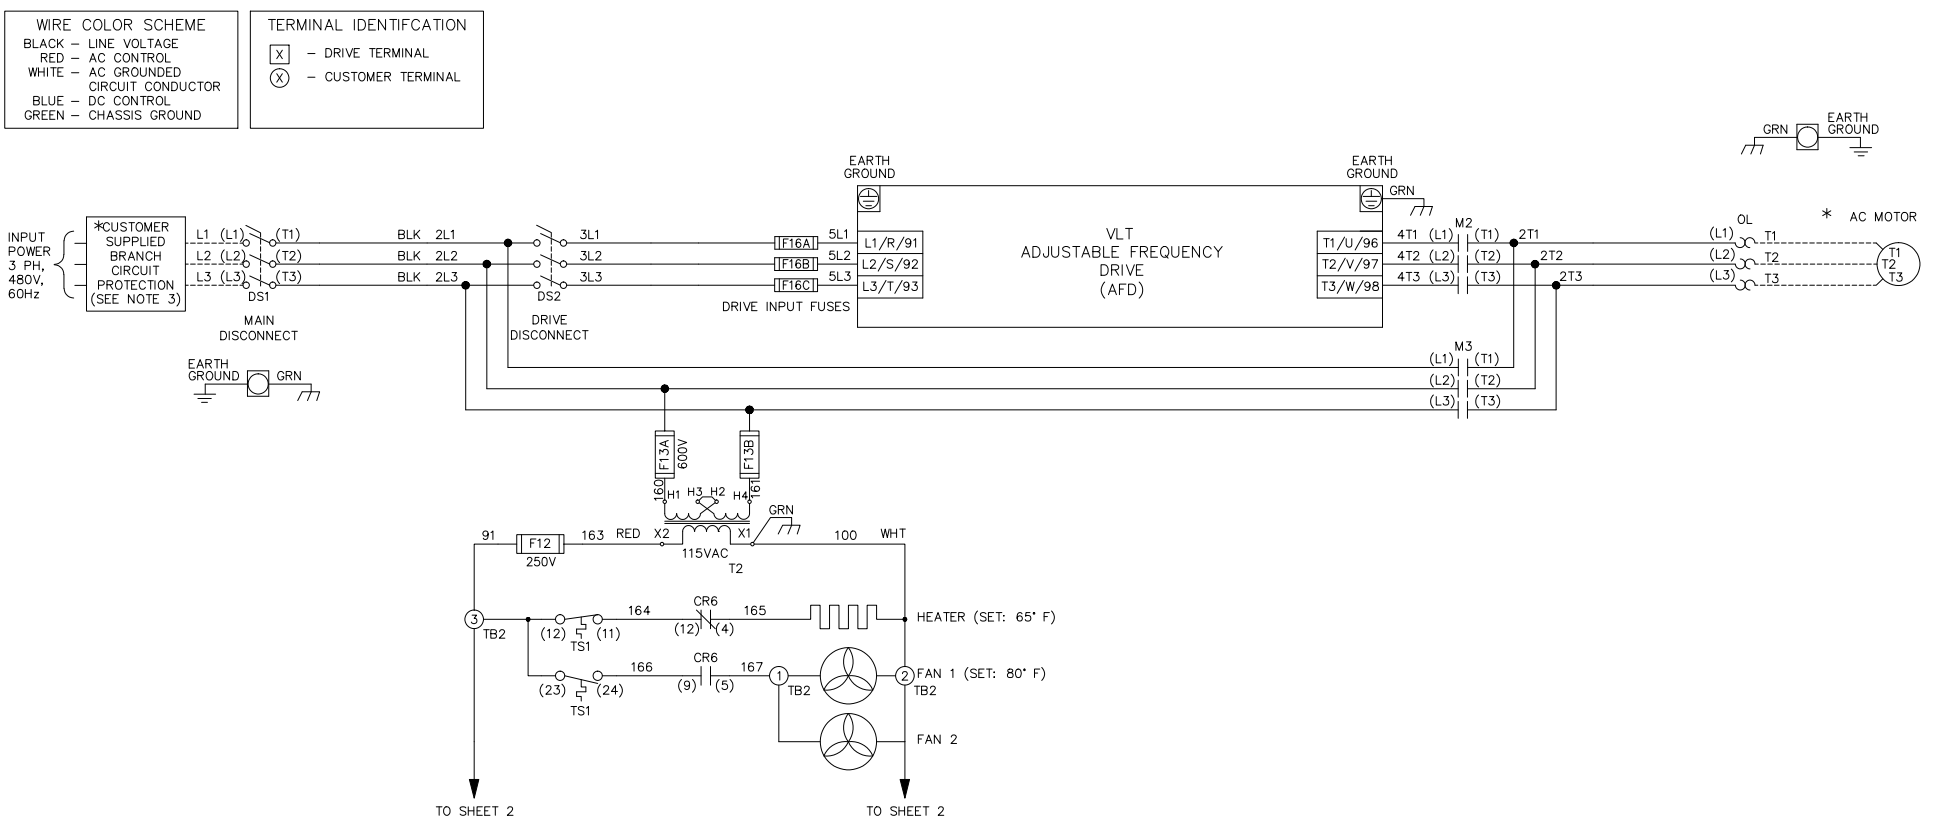 WIRE COLOR SCHEME
BLACK – LINE VOLTAGE
RED – AC CONTROL
WHITE – AC GROUNDED
CIRCUIT CONDUCTOR
BLUE – DC CONTROL
GREEN – CHASSIS GROUND
TERMINAL IDENTIFCATION
X – DRIVE TERMINAL
X – CUSTOMER TERMINAL
GRN
EARTH
GROUND
INPUT
POWER
3 PH,
480V,
60Hz
*CUSTOMER
SUPPLIED
BRANCH
CIRCUIT
PROTECTION
(SEE NOTE 3)
L1 (L1) (T1) BLK 2L1 3L1 F16A 5L1 L1/R/91
L2 (L2) (T2) BLK 2L2 3L2 F16B 5L2 L2/S/92
L3 (L3) (T3) BLK 2L3 3L3 F16C 5L3 L3/T/93
DS1
MAIN
DISCONNECT
DS2
DRIVE
DISCONNECT
DRIVE INPUT FUSES
EARTH
GROUND
VLT
ADJUSTABLE FREQUENCY
DRIVE
(AFD)
EARTH
GROUND
GRN
M2
T1/U/96 4T1 (L1) (T1) 2T1
T2/V/97 4T2 (L2) (T2) 2T2
T3/W/98 4T3 (L3) (T3) 2T3
OL
(L1) T1
(L2) T2
(L3) T3
* AC MOTOR
T1
T2
T3
EARTH
GROUND
GRN
M3
(L1) (T1)
(L2) (T2)
(L3) (T3)
F13A
600V
F13B
160
H1 H3 H2 H4
161
GRN
91 F12 163 RED X2 X1 100 WHT
250V
115VAC
T2
3
TB2
(12) (11)
TS1
164
CR6
(12) (4)
165
HEATER (SET: 65° F)
(23) (24)
TS1
166
CR6
(9) (5)
167
1
TB2
2
TB2
FAN 1 (SET: 80° F)
FAN 2
TO SHEET 2
TO SHEET 2